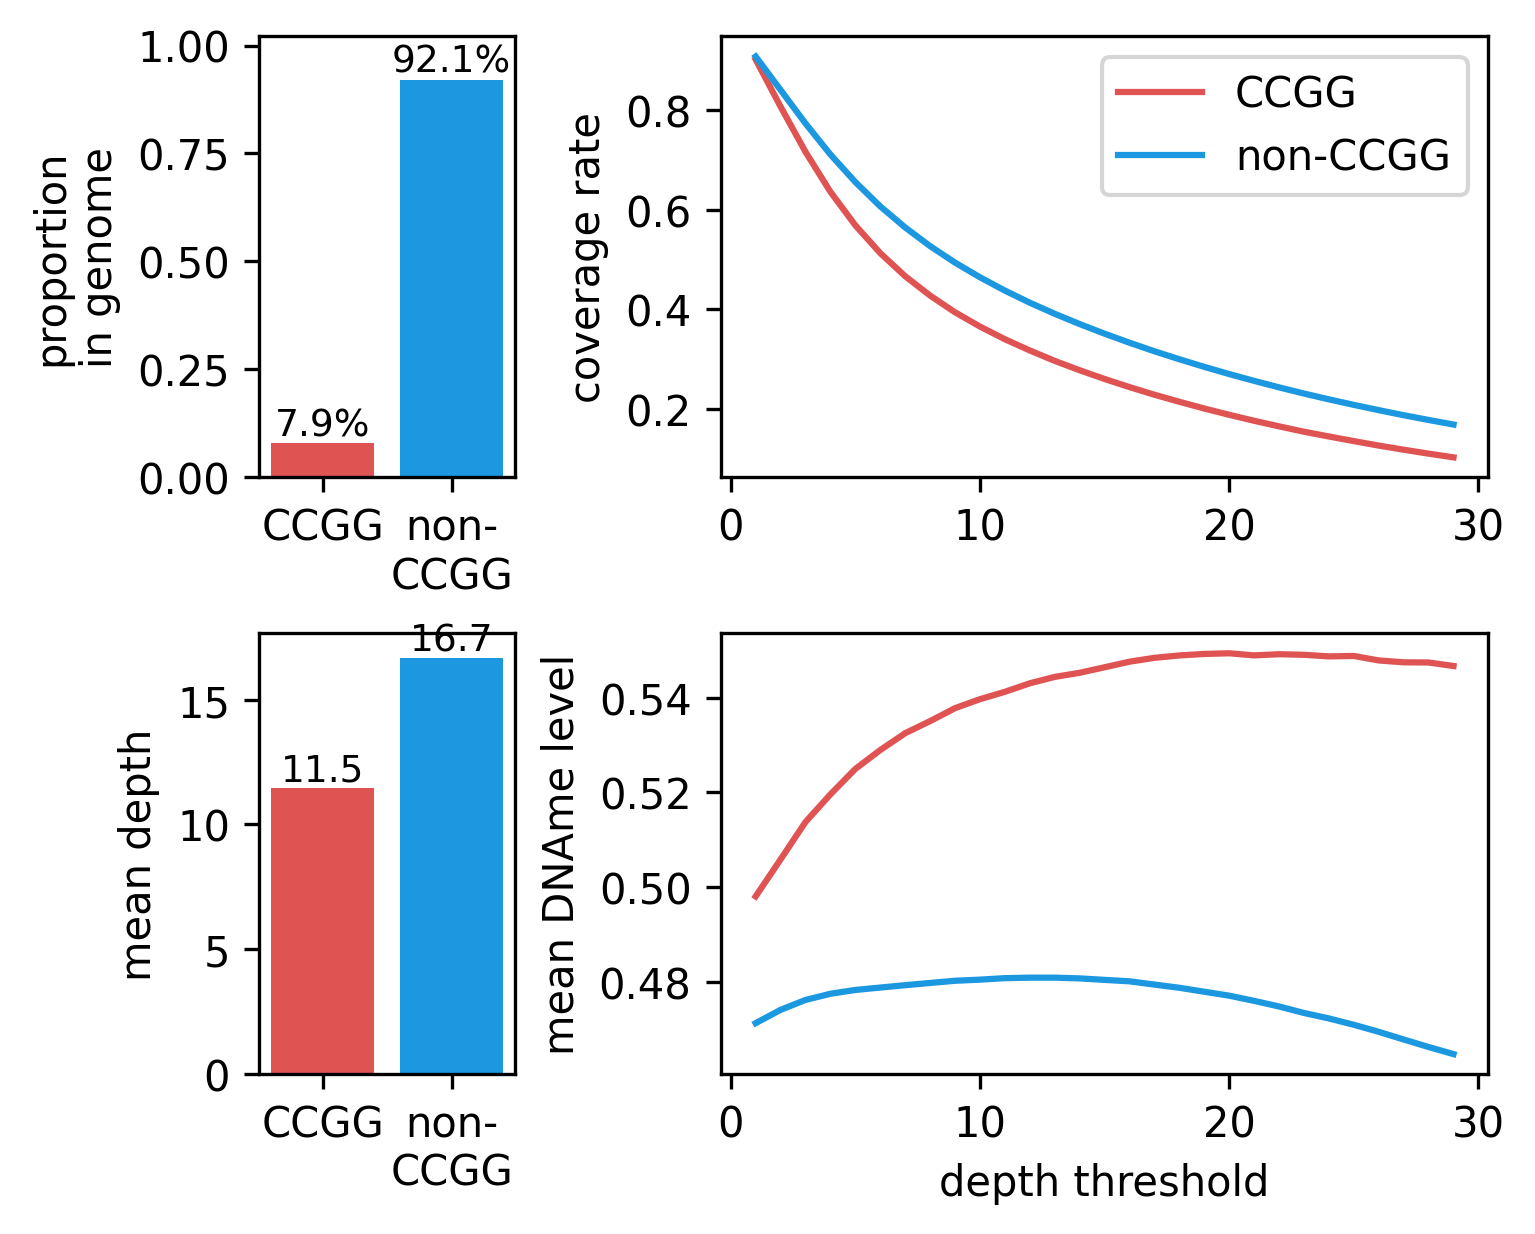 proportion
in genome
1.00
0.75
0.50
0.25
0.00
7.9%
92.1%
CCGG
non-
CCGG
coverage rate
0.8
0.6
0.4
0.2
CCGG
non-CCGG
0
10
20
30
mean depth
15
10
5
0
11.5
16.7
CCGG
non-
CCGG
mean DNAme level
0.54
0.52
0.50
0.48
0
10
20
30
depth threshold